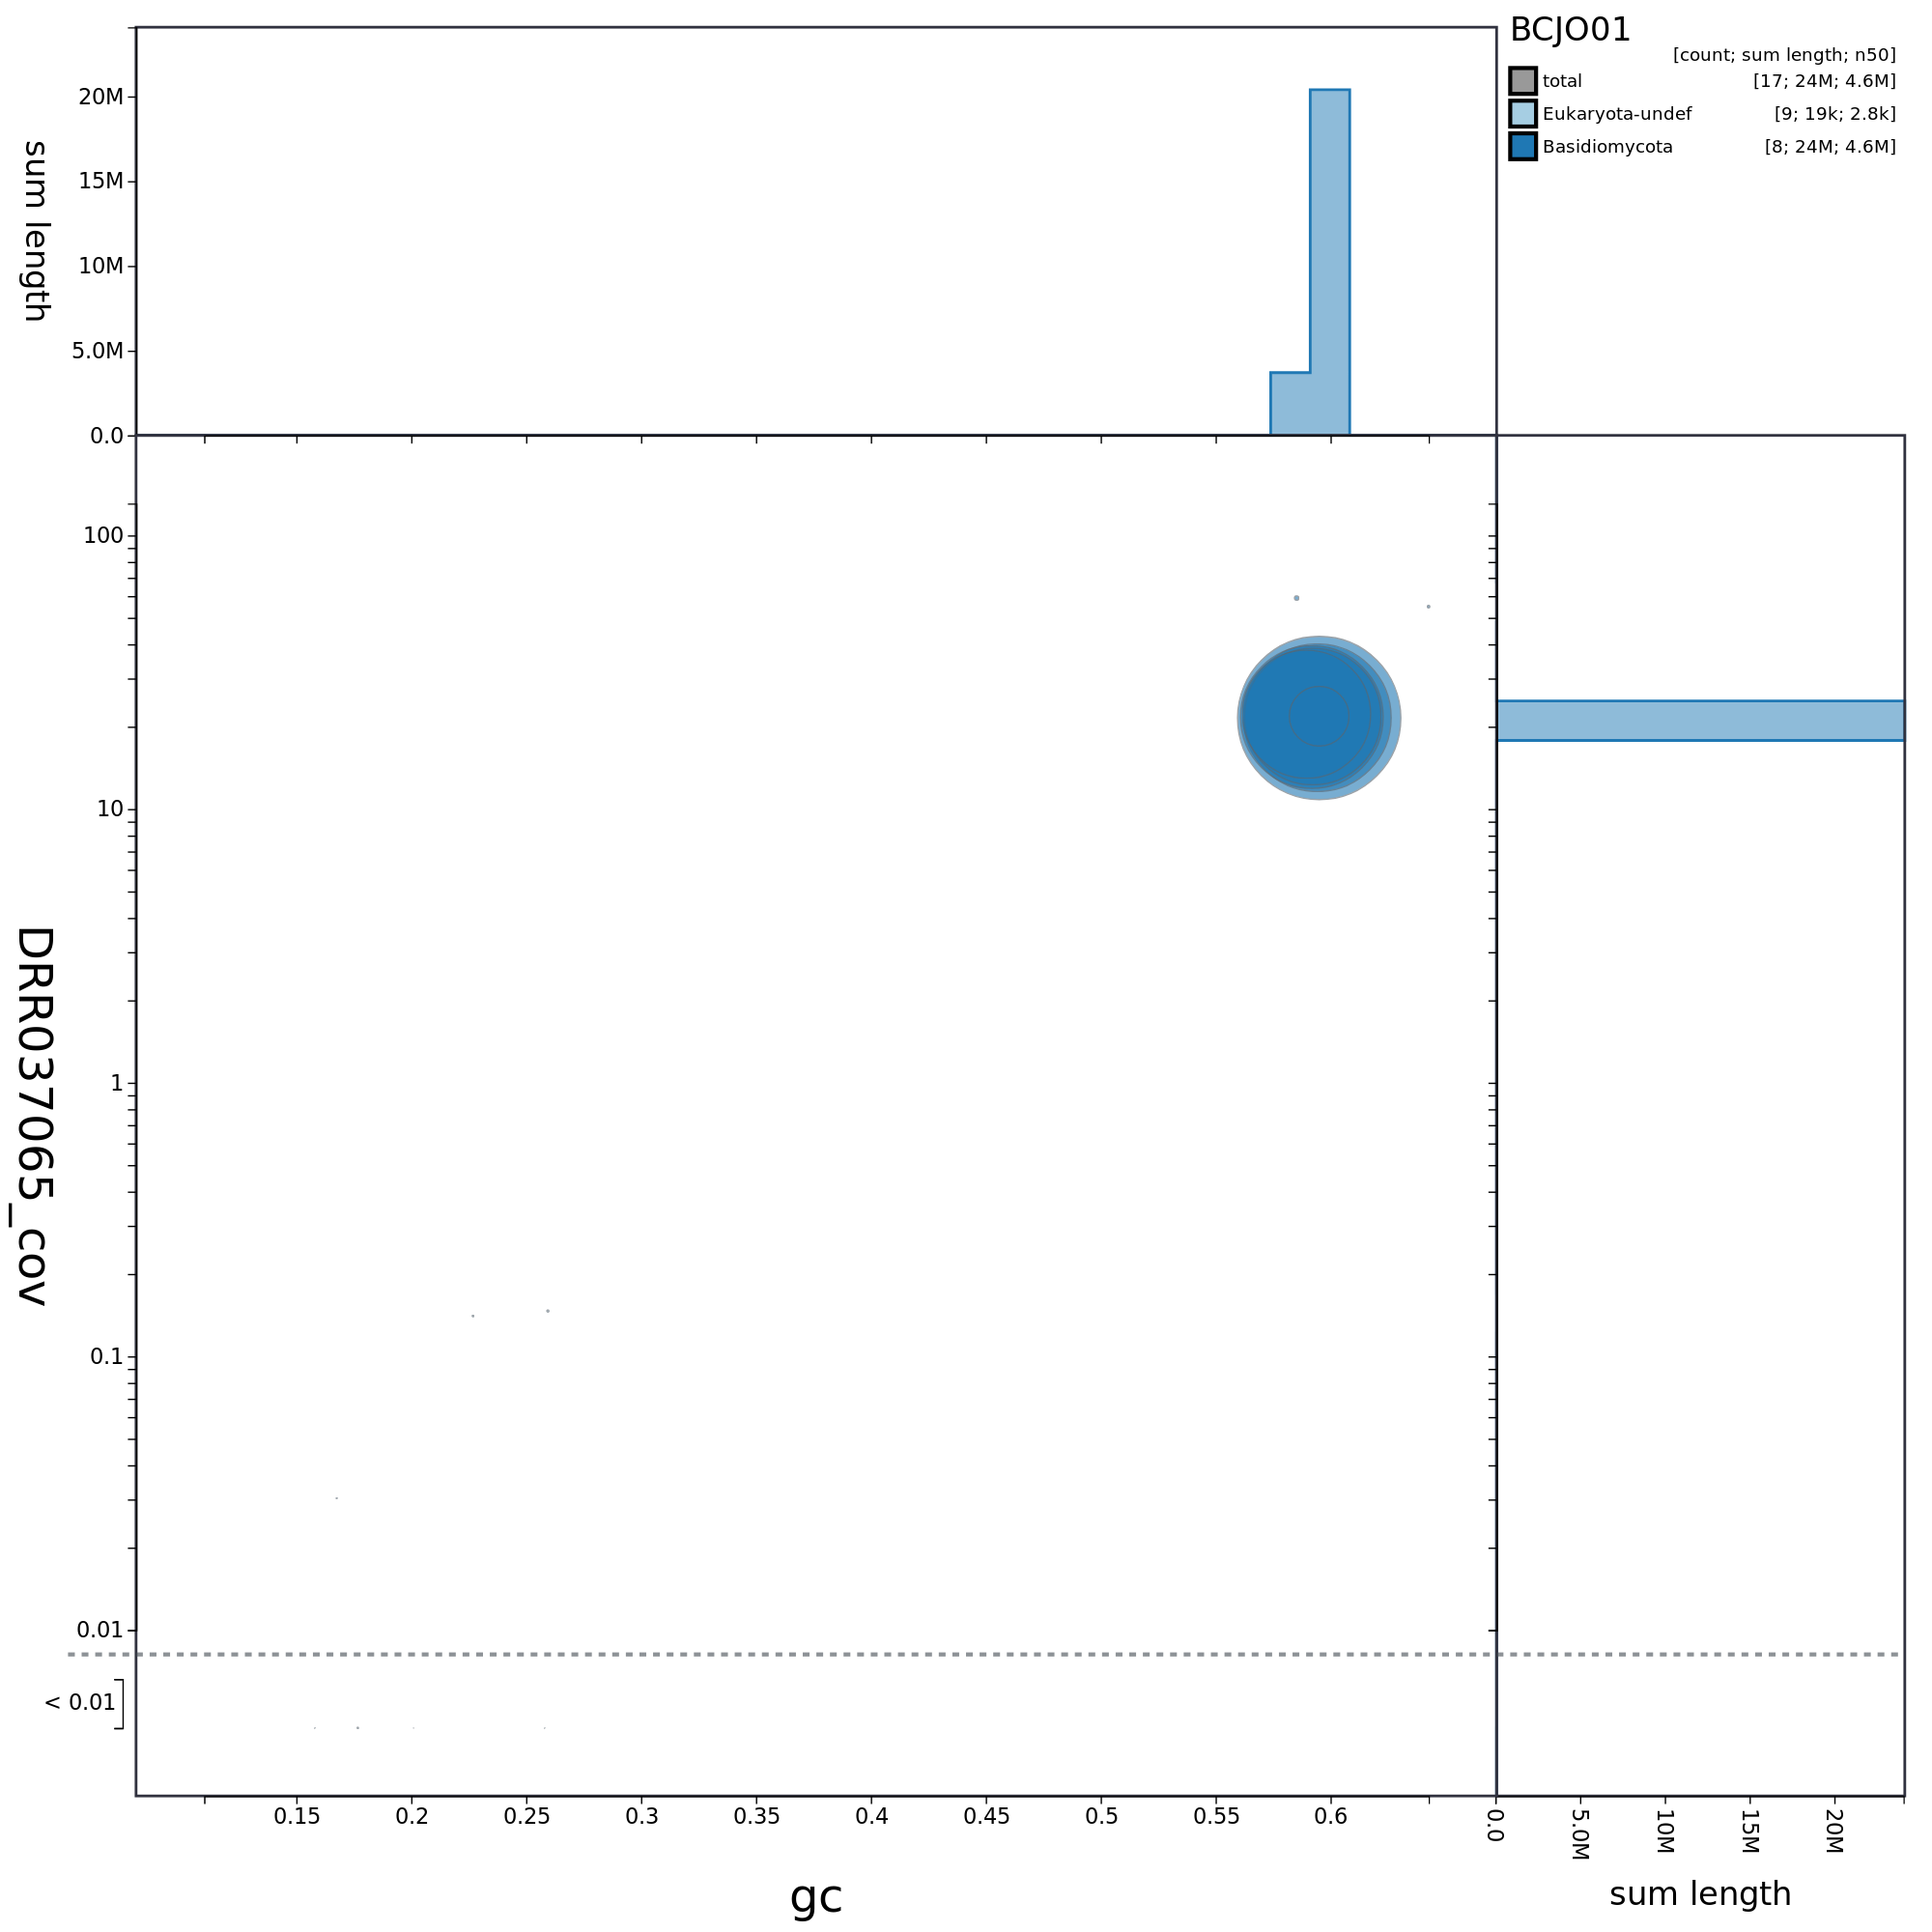 BCJO01
[count; sum length; n50]
total [17; 24M; 4.6M]
Eukaryota-undef [9; 19k; 2.8k]
Basidiomycota [8; 24M; 4.6M]
sum length
20M
15M
10M
5.0M
0.0
DRR037065_cov
100
10
1
0.1
0.01
< 0.01
0.15 0.2 0.25 0.3 0.35 0.4 0.45 0.5 0.55 0.6
gc
0.0 5.0M 10M 15M 20M
sum length